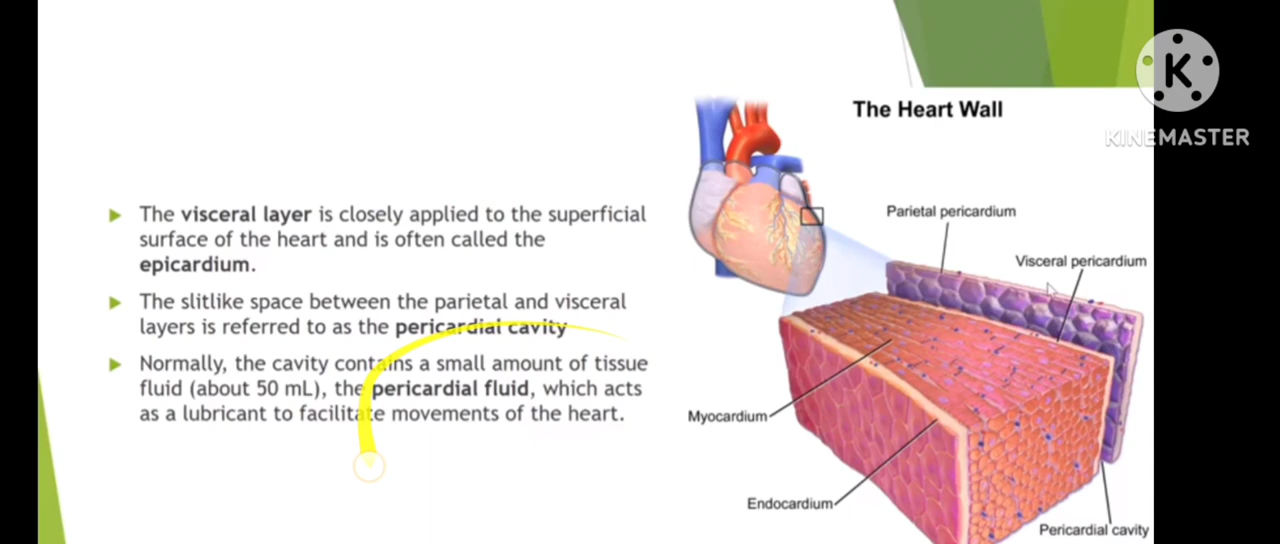 The visceral layer is closely applied to the superficial
surface of the heart and is often called the
epicardium.
The slitlike space between the parietal and visceral
layers is referred to as the pericardial cavity
Normally, the cavity contains a small amount of tissue
fluid (about 50 mL), the pericardial fluid, which acts
as a lubricant to facilitate movements of the heart.
The Heart Wall
Parietal pericardium
Visceral pericardium
Myocardium
Endocardium
Pericardial cavity
K
KINEMASTER